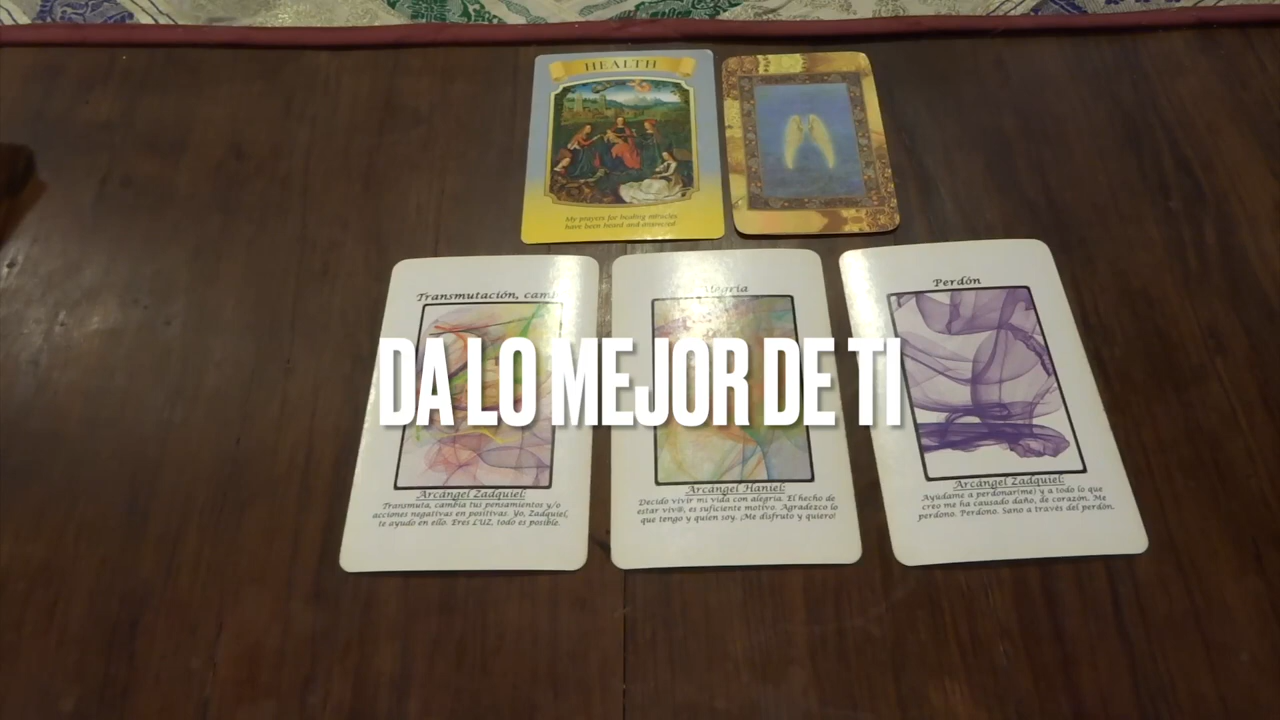 HEALTH
My prayers for healing miracles
have been heard and answered.
Transmutación, cam
Alegría
Perdón
DA LO MEJOR DE TI
Arcángel Zadquiel:
Transmuta, cambia tus pensamientos y/o
acciones negativas en positivas. Yo, Zadquiel,
te ayudo en ello. Eres LUZ, todo es posible.
Arcángel Haniel:
Decido vivir mi vida con alegría. El hecho de
estar viv@, es suficiente motivo. Agradezco lo
que tengo y quien soy. ¡Me disfruto y quiero!
Arcángel Zadquiel:
Ayúdame a perdonar(me) y a todo lo que
creo me ha causado daño, de corazón. Me
perdono. Perdono. Sano a través del perdón.